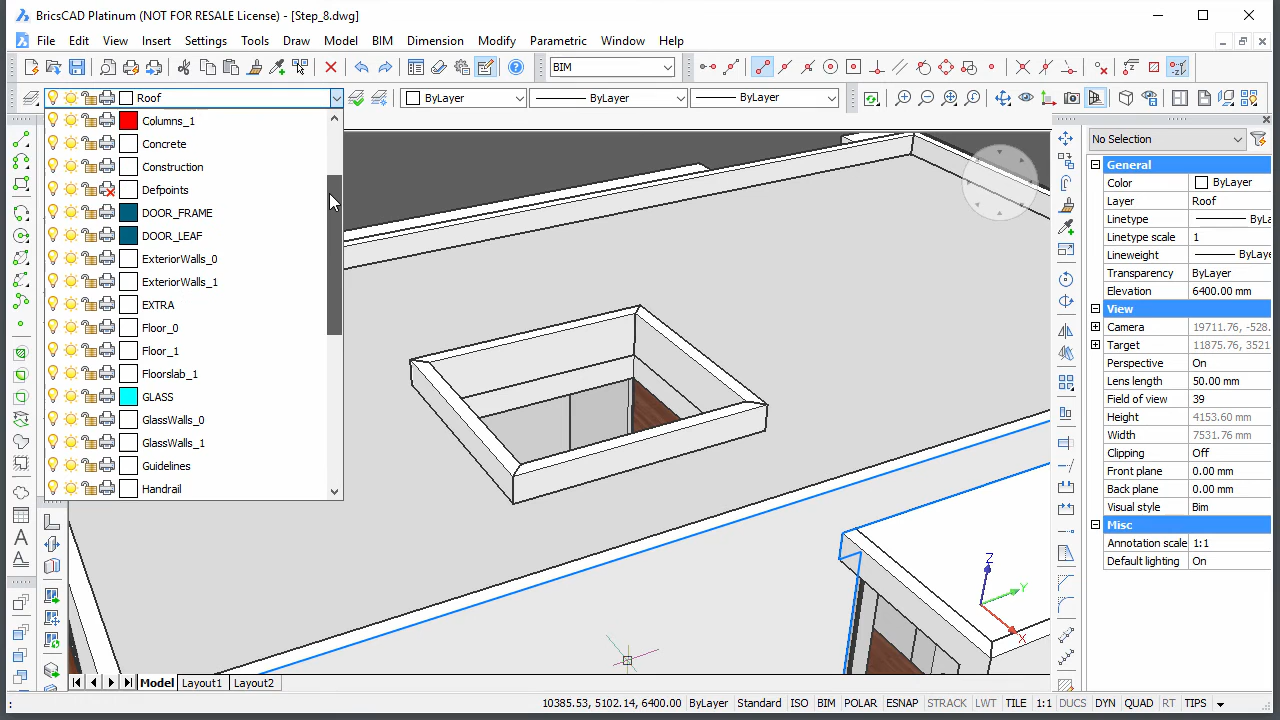 BricsCAD Platinum (NOT FOR RESALE License) - [Step_8.dwg]
File Edit View Insert Settings Tools Draw Model BIM Dimension Modify Parametric Window Help
BIM
Roof ByLayer ByLayer ByLayer
Columns_1
Concrete
Construction
Defpoints
DOOR_FRAME
DOOR_LEAF
ExteriorWalls_0
ExteriorWalls_1
EXTRA
Floor_0
Floor_1
Floorslab_1
GLASS
GlassWalls_0
GlassWalls_1
Guidelines
Handrail
No Selection
General
Color ByLayer
Layer Roof
Linetype ByLa
Linetype scale 1
Lineweight ByLa
Transparency ByLayer
Elevation 6400.00 mm
View
Camera 19711.76, -528.
Target 11875.76, 3521
Perspective On
Lens length 50.00 mm
Field of view 39
Height 4153.60 mm
Width 7531.76 mm
Clipping Off
Front plane 0.00 mm
Back plane 0.00 mm
Visual style Bim
Misc
Annotation scale 1:1
Default lighting On
Z
Y
X
Model Layout1 Layout2
: 10385.53, 5102.14, 6400.00 ByLayer Standard ISO BIM POLAR ESNAP STRACK LWT TILE 1:1 DUCS DYN QUAD RT TIPS